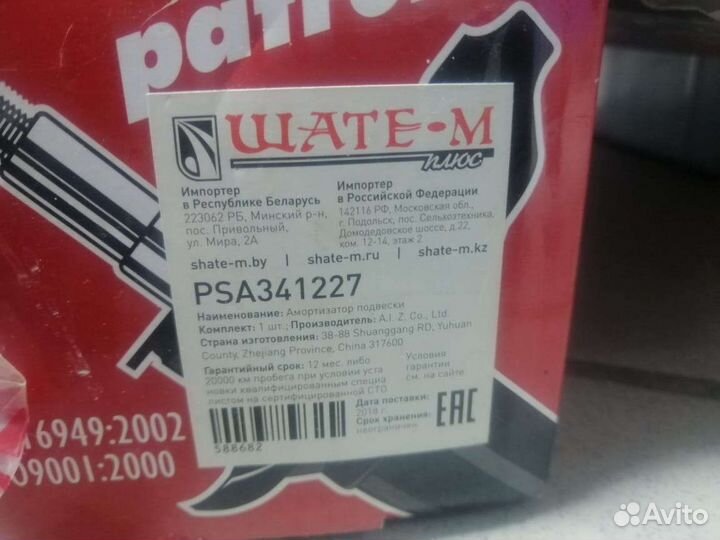 patron
ШАТЕ-М
плюс
Импортер
в Республике Беларусь
223062 РБ, Минский р-н,
пос. Привольный,
ул. Мира, 2А
Импортер
в Российской Федерации
142116 РФ, Московская обл.,
г. Подольск, пос. Сельхозтехника,
Домодедовское шоссе, д.22,
ком. 12-14, этаж 2
shate-m.by | shate-m.ru | shate-m.kz
PSA341227
Наименование: Амортизатор подвески
Комплект: 1 шт.; Производитель: A.I. Z. Co., Ltd.
Страна изготовления: 38-88 Shuanggang RD, Yuhuan
County, Zhejiang Province, China 317600
Гарантийный срок: 12 мес. либо
20000 км пробега при условии уста
новки квалифицированным специа
листом на сертифицированной СТО
Условия
гарантии
см. на сайте
588682
Дата поставки:
2018 г.
Срок хранения:
неограничен
EAC
16949:2002
09001:2000
Avito